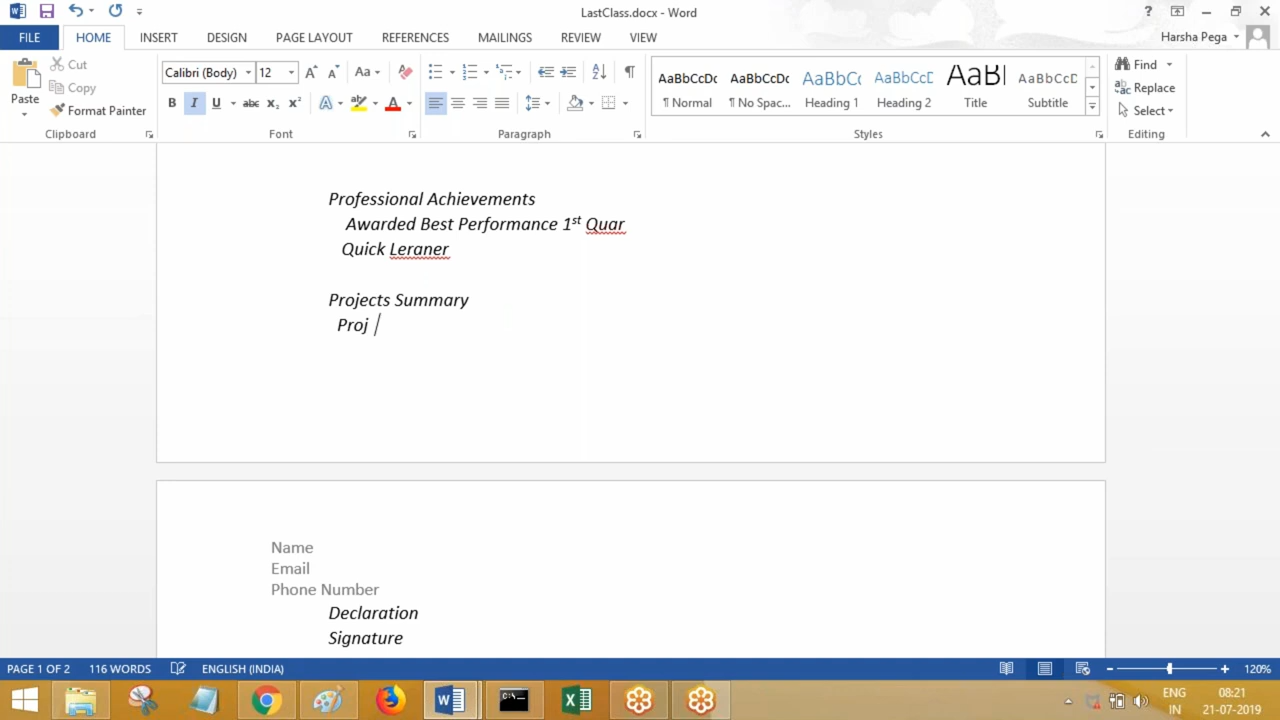 LastClass.docx - Word
FILE HOME INSERT DESIGN PAGE LAYOUT REFERENCES MAILINGS REVIEW VIEW Harsha Pega
Paste
Cut
Copy
Format Painter
Calibri (Body) 12
AaBbCcDc AaBbCcDc AaBbC AaBbCcD AaB AaBbCcD
¶ Normal ¶ No Spac... Heading 1 Heading 2 Title Subtitle
Find
Replace
Select
Clipboard Font Paragraph Styles Editing
Professional Achievements
Awarded Best Performance 1st Quar
Quick Leraner
Projects Summary
Proj
Name
Email
Phone Number
Declaration
Signature
PAGE 1 OF 2 116 WORDS ENGLISH (INDIA) 120%
ENG 08:21
IN 21-07-2019